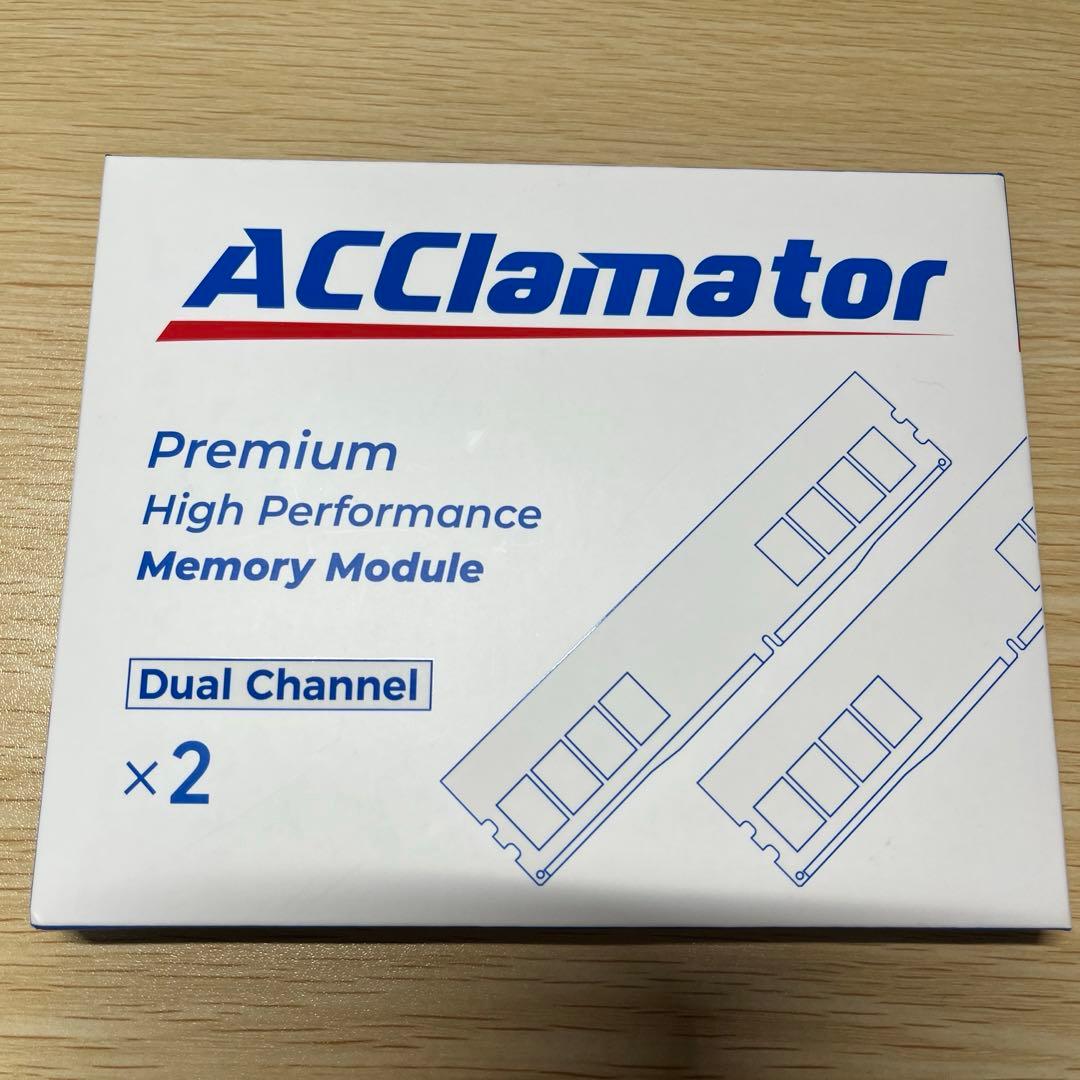 ACClamator
Premium
High Performance
Memory Module
Dual Channel
×2